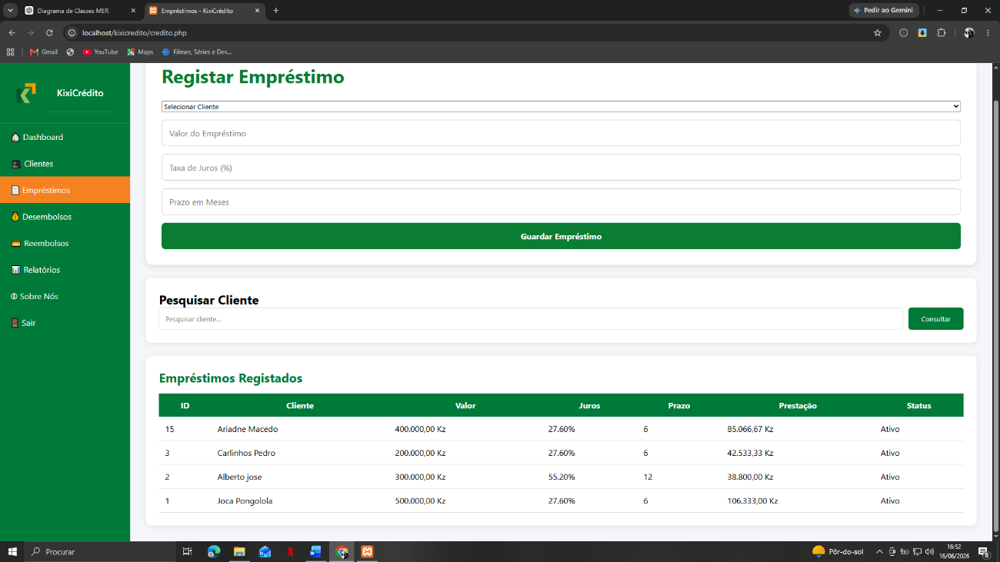 Diagrama de Classes MER
Empréstimos - KixiCrédito
Pedir ao Gemini
localhost/kixicredito/credito.php
Gmail
YouTube
Maps
Filmes, Séries e Des...
KixiCrédito
Dashboard
Clientes
Empréstimos
Desembolsos
Reembolsos
Relatórios
Sobre Nós
Sair
Registar Empréstimo
Selecionar Cliente
Valor do Empréstimo
Taxa de Juros (%)
Prazo em Meses
Guardar Empréstimo
Pesquisar Cliente
Pesquisar cliente...
Consultar
Empréstimos Registados
ID Cliente Valor Juros Prazo Prestação Status
15 Ariadne Macedo 400.000,00 Kz 27.60% 6 85.066,67 Kz Ativo
3 Carlinhos Pedro 200.000,00 Kz 27.60% 6 42.533,33 Kz Ativo
2 Alberto jose 300.000,00 Kz 55.20% 12 38.800,00 Kz Ativo
1 Joca Pongolola 500.000,00 Kz 27.60% 6 106.333,00 Kz Ativo
Procurar
Pôr-do-sol
16:52
16/06/2026
8